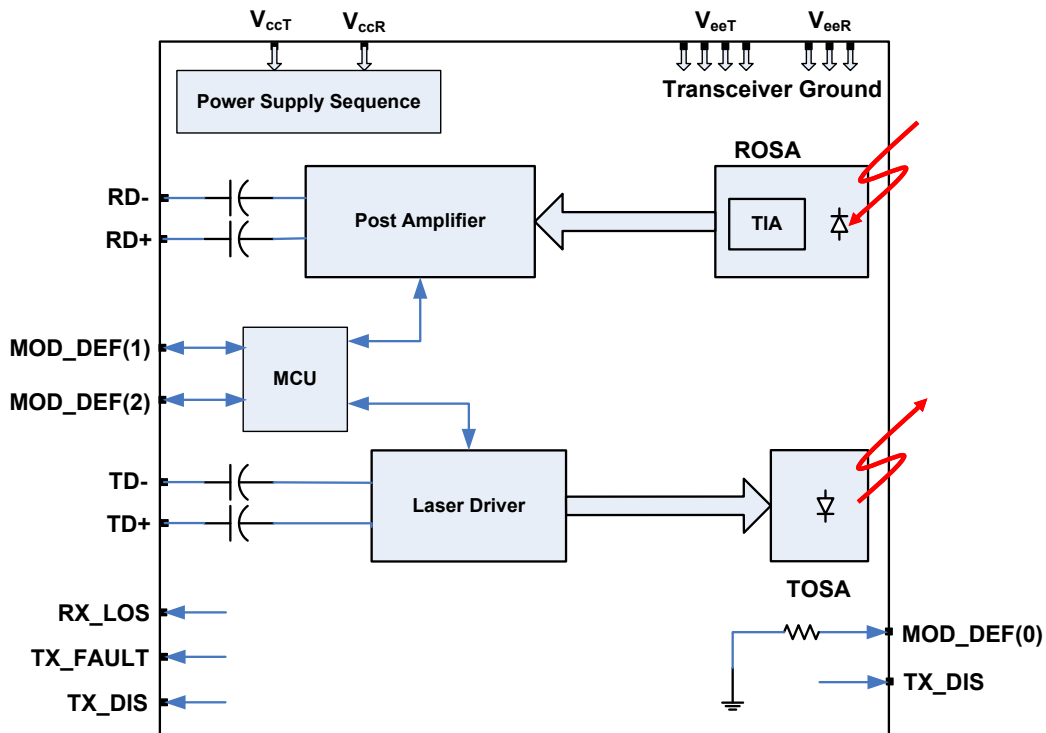 VccT
VccR
VeeT
VeeR
Power Supply Sequence
Transceiver Ground
ROSA
RD-
RD+
Post Amplifier
TIA
MOD_DEF(1)
MOD_DEF(2)
MCU
TD-
TD+
Laser Driver
TOSA
RX_LOS
TX_FAULT
TX_DIS
MOD_DEF(0)
TX_DIS